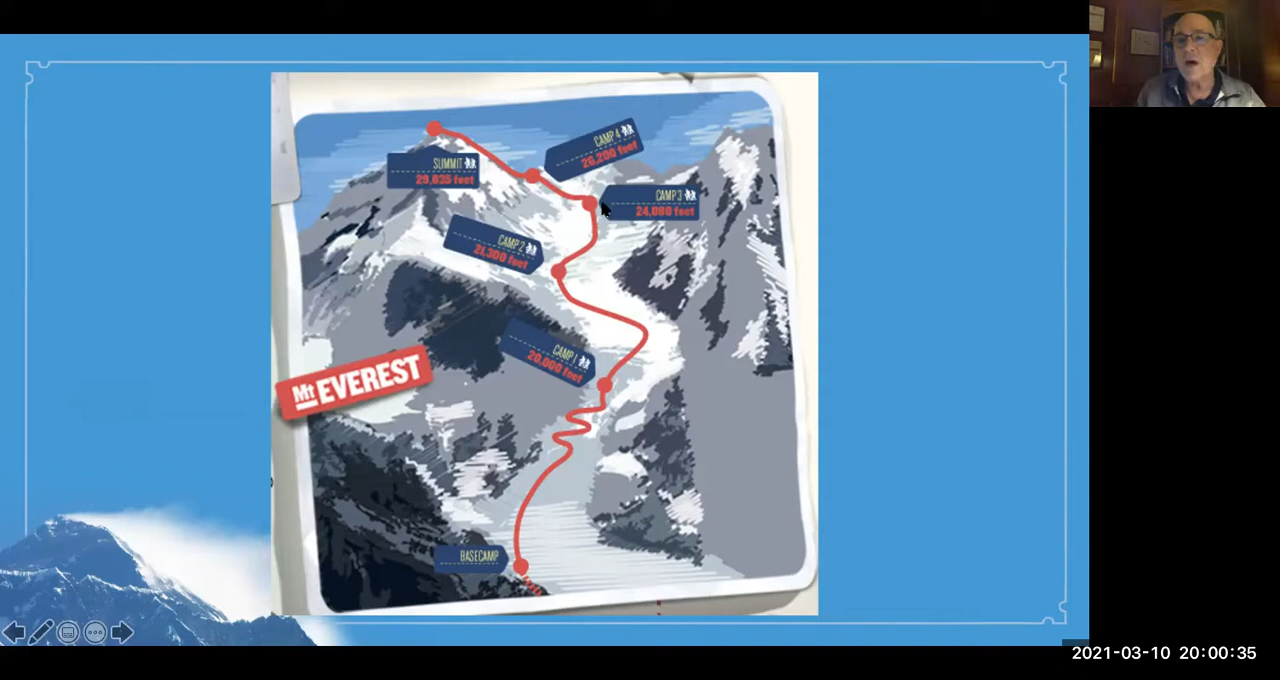 SUMMIT
29,035 feet
CAMP 4
26,200 feet
CAMP 3
24,000 feet
CAMP 2
21,300 feet
CAMP 1
20,000 feet
Mt EVEREST
BASECAMP
2021-03-10 20:00:35